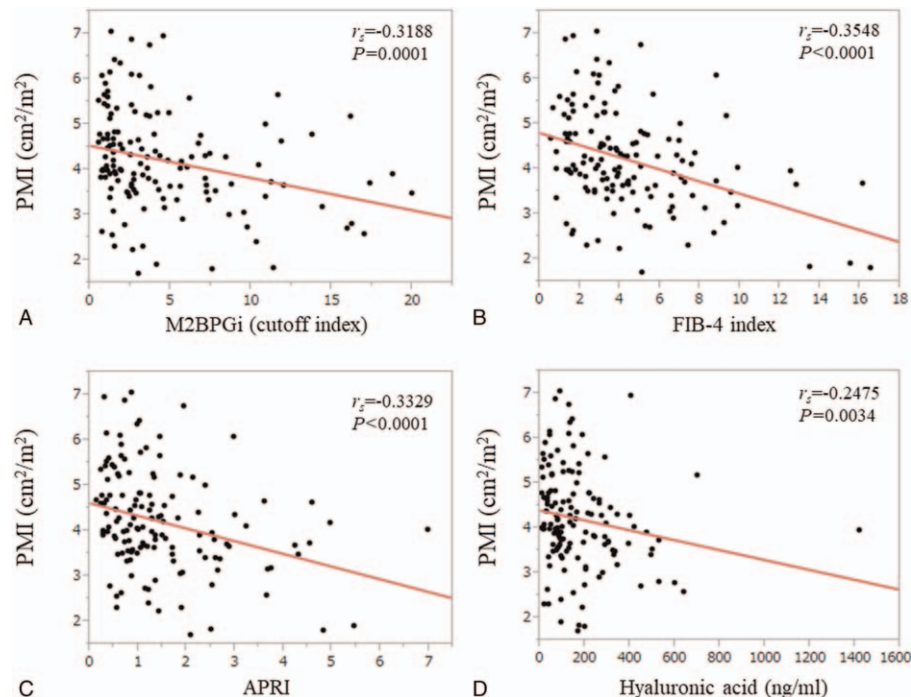 rs=-0.3188
P=0.0001
PMI (cm²/m²)
7
6
5
4
3
2
0 5 10 15 20
A
M2BPGi (cutoff index)
rs=-0.3548
P<0.0001
PMI (cm²/m²)
7
6
5
4
3
2
0 2 4 6 8 10 12 14 16 18
B
FIB-4 index
rs=-0.3329
P<0.0001
PMI (cm²/m²)
7
6
5
4
3
2
0 1 2 3 4 5 6 7
C
APRI
rs=-0.2475
P=0.0034
PMI (cm²/m²)
7
6
5
4
3
2
0 200 400 600 800 1000 1200 1400 1600
D
Hyaluronic acid (ng/ml)